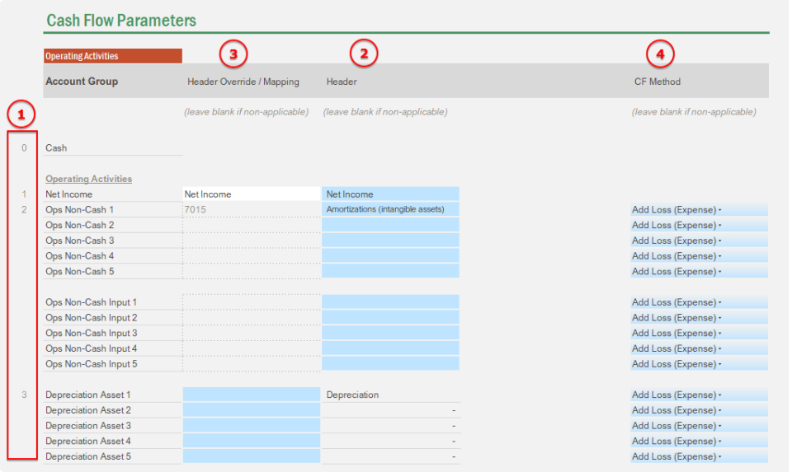 Cash Flow Parameters
3 2 4
Operating Activities
Account Group Header Override / Mapping Header CF Method
1 (leave blank if non-applicable) (leave blank if non-applicable) (leave blank if non-applicable)
0 Cash
Operating Activities
1 Net Income Net Income Net Income
2 Ops Non-Cash 1 7015 Amortizations (intangible assets) Add Loss (Expense) -
Ops Non-Cash 2 Add Loss (Expense) -
Ops Non-Cash 3 Add Loss (Expense) -
Ops Non-Cash 4 Add Loss (Expense) -
Ops Non-Cash 5 Add Loss (Expense) -
Ops Non-Cash Input 1 Add Loss (Expense) -
Ops Non-Cash Input 2 Add Loss (Expense) -
Ops Non-Cash Input 3 Add Loss (Expense) -
Ops Non-Cash Input 4 Add Loss (Expense) -
Ops Non-Cash Input 5 Add Loss (Expense) -
3 Depreciation Asset 1 Depreciation Add Loss (Expense) -
Depreciation Asset 2 - Add Loss (Expense) -
Depreciation Asset 3 - Add Loss (Expense) -
Depreciation Asset 4 - Add Loss (Expense) -
Depreciation Asset 5 - Add Loss (Expense) -